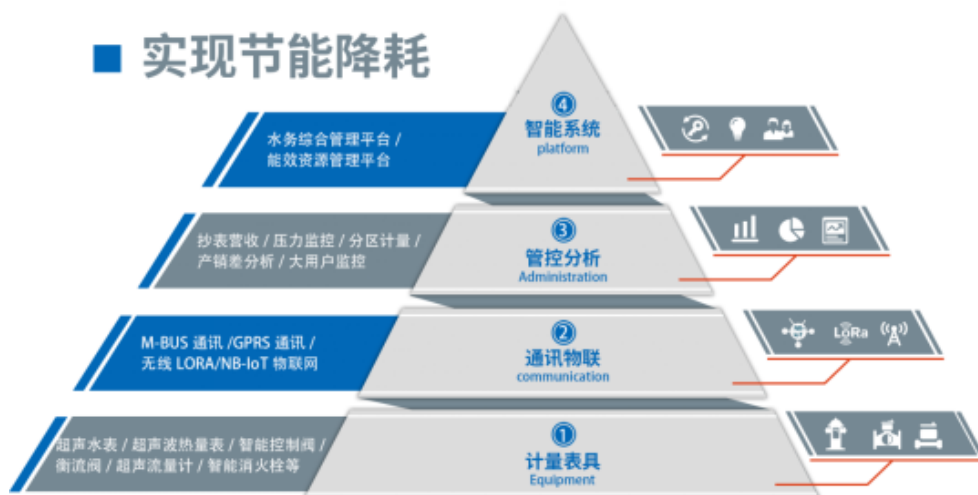 实现节能降耗
水务综合管理平台 /
能效资源管理平台
4
智能系统
platform
抄表营收 / 压力监控 / 分区计量 /
产销差分析 / 大用户监控
3
管控分析
Administration
M-BUS 通讯 /GPRS 通讯 /
无线 LORA/NB-IoT 物联网
2
通讯物联
communication
LoRa
超声水表 / 超声波热量表 / 智能控制阀 /
衡流阀 / 超声流量计 / 智能消火栓等
1
计量表具
Equipment